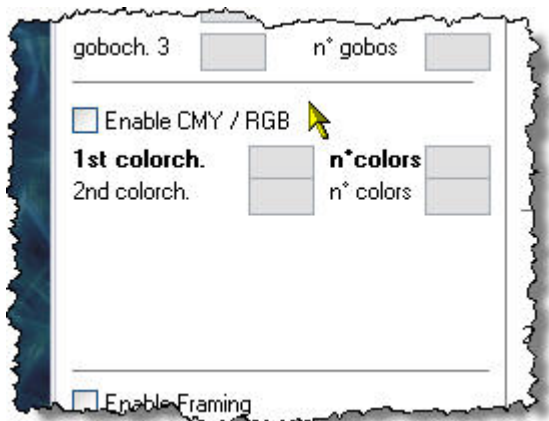 goboch. 3 n° gobos
Enable CMY / RGB
1st colorch. n°colors
2nd colorch. n° colors
Enable Framing